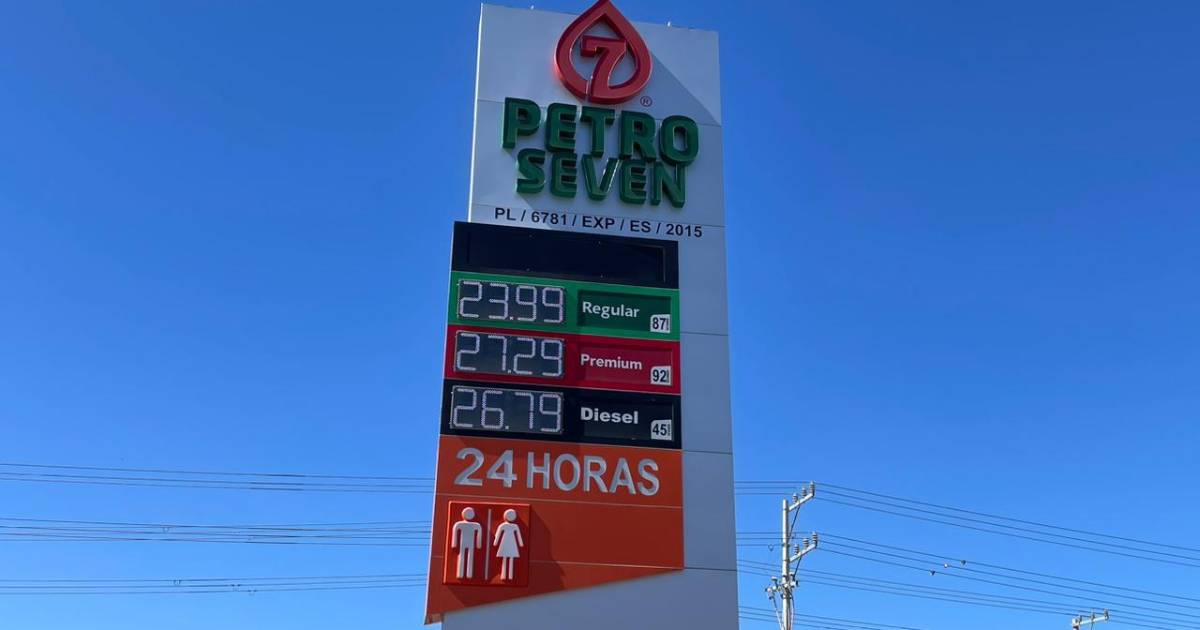 7
®
PETRO
SEVEN
PL / 6781 / EXP / ES / 2015
23.99 Regular 87
27.29 Premium 92
26.79 Diesel 45
24 HORAS